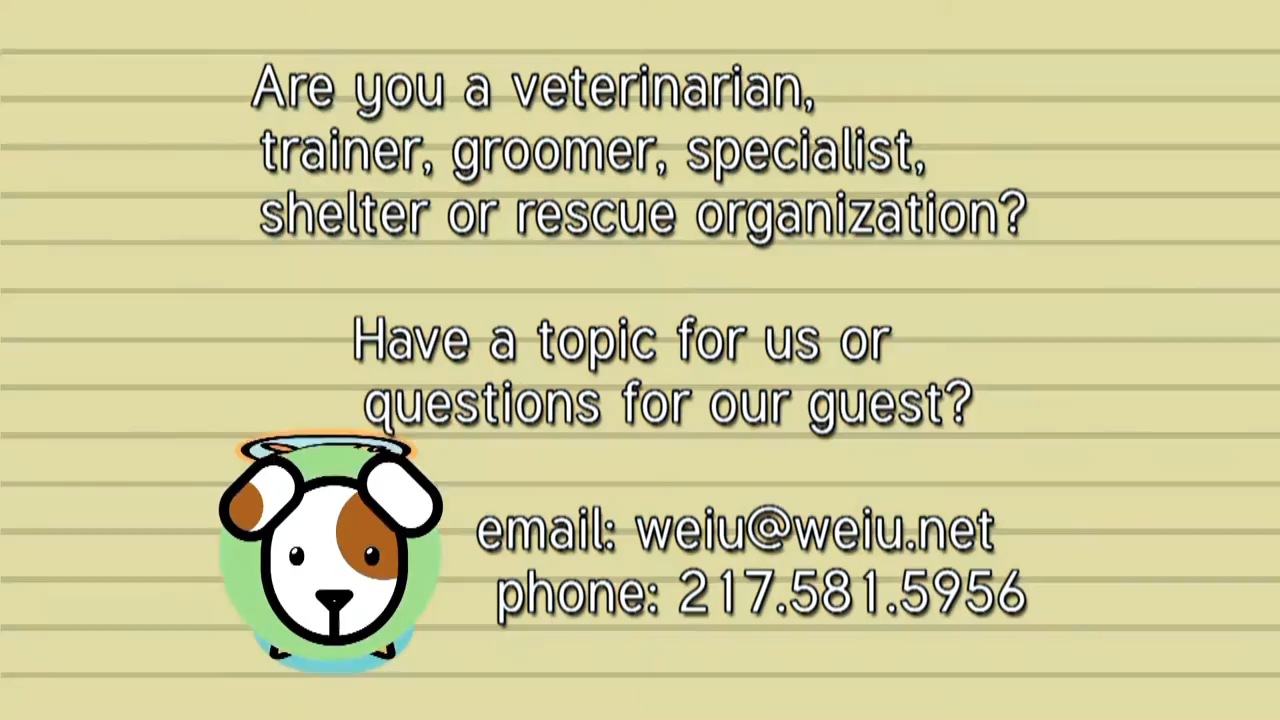 Are you a veterinarian,
trainer, groomer, specialist,
shelter or rescue organization?
Have a topic for us or
questions for our guest?
email: weiu@weiu.net
phone: 217.581.5956